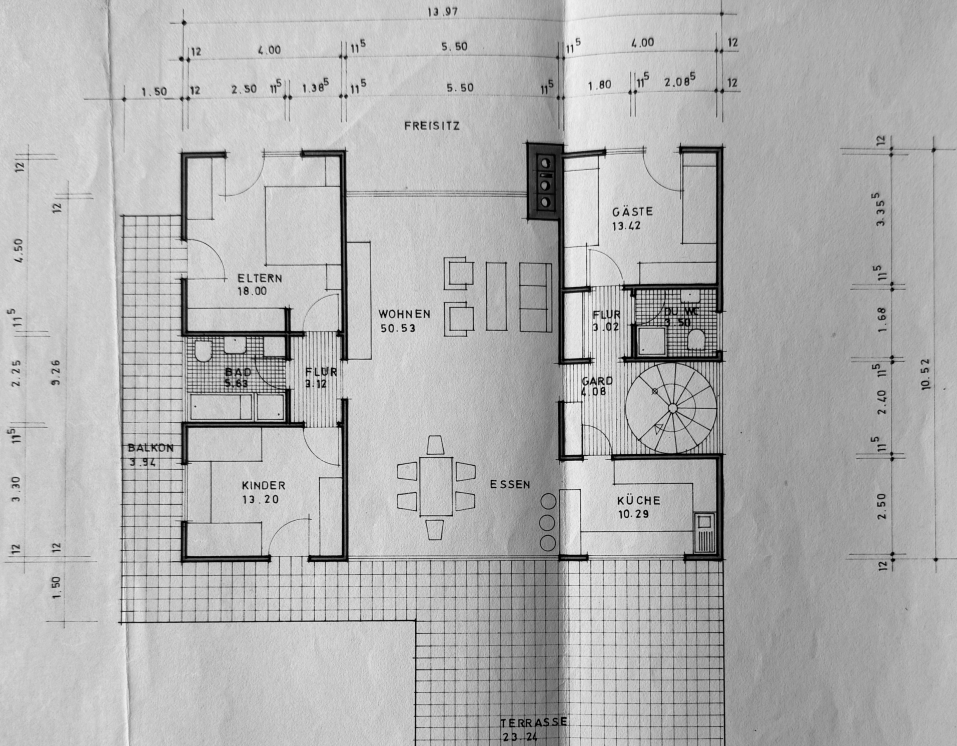 13.97
12 4.00 11⁵ 5.50 11⁵ 4.00 12
1.50 12 2.50 11⁵ 1.38⁵ 11⁵ 5.50 11⁵ 1.80 11⁵ 2.08⁵ 12
FREISITZ
12
4.50
11⁵
2.25
11⁵
3.30
12
12
9.26
12
1.50
ELTERN
18.00
WOHNEN
50.53
GÄSTE
13.42
FLUR
3.02
DU WC
3.50
BAD
5.63
FLUR
3.12
GARD
4.08
BALKON
3.94
KINDER
13.20
ESSEN
KÜCHE
10.29
TERRASSE
23.24
12
3.35⁵
11⁵
1.68
11⁵
2.40
11⁵
2.50
12
10.52